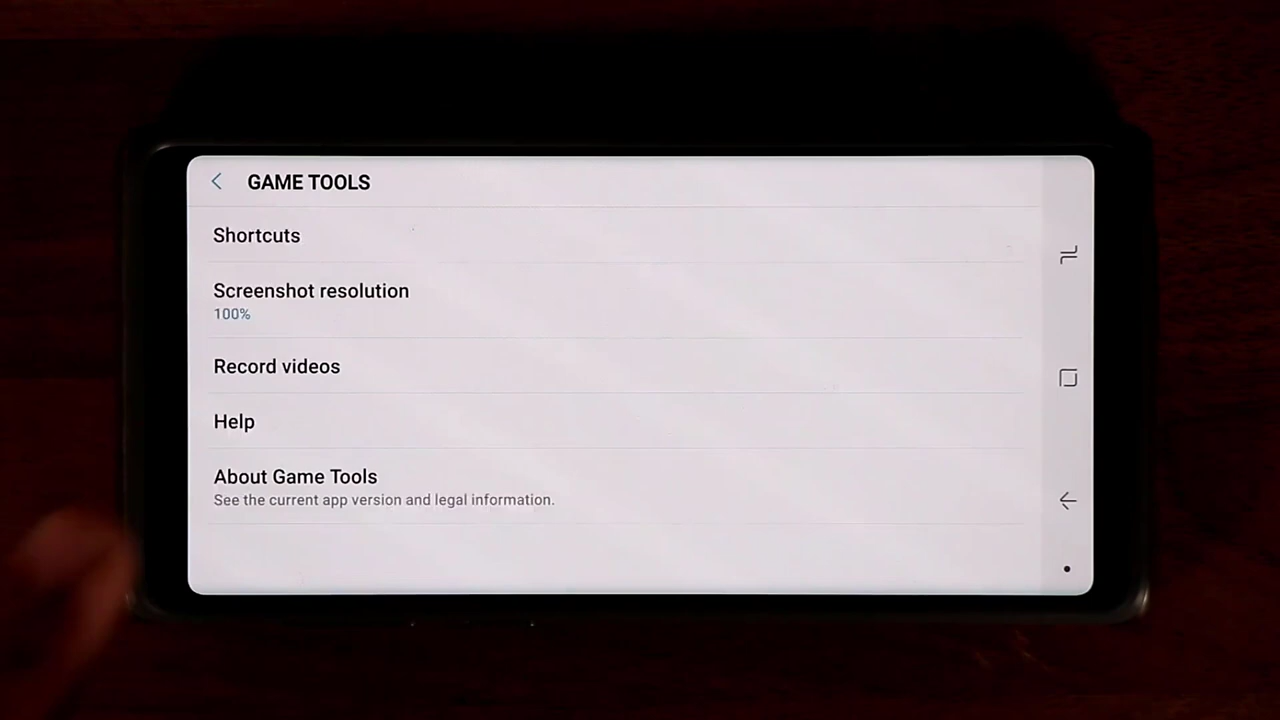 GAME TOOLS
Shortcuts
Screenshot resolution
100%
Record videos
Help
About Game Tools
See the current app version and legal information.